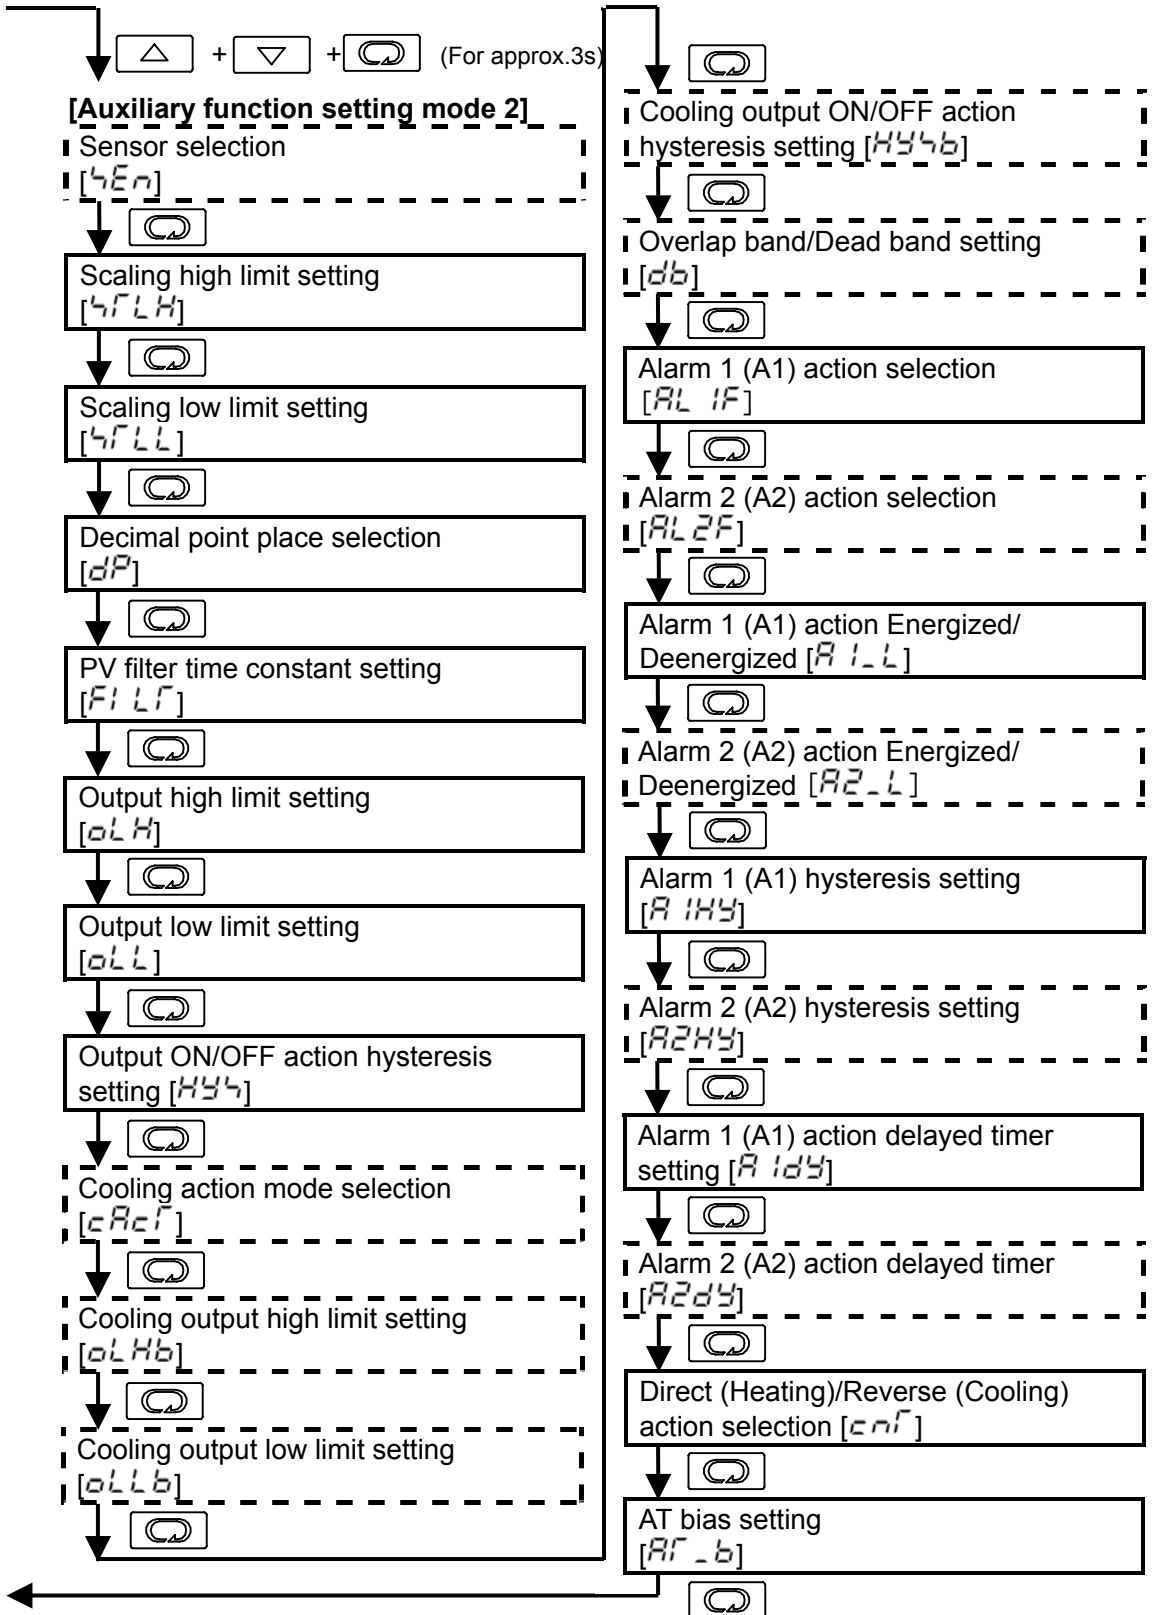 + + (For approx.3s)
[Auxiliary function setting mode 2]
Sensor selection
[SEn]
Scaling high limit setting
[STLH]
Scaling low limit setting
[STLL]
Decimal point place selection
[dP]
PV filter time constant setting
[FILT]
Output high limit setting
[oLH]
Output low limit setting
[oLL]
Output ON/OFF action hysteresis
setting [HYS]
Cooling action mode selection
[cAcT]
Cooling output high limit setting
[oLHb]
Cooling output low limit setting
[oLLb]
Cooling output ON/OFF action
hysteresis setting [HYSb]
Overlap band/Dead band setting
[db]
Alarm 1 (A1) action selection
[AL1F]
Alarm 2 (A2) action selection
[AL2F]
Alarm 1 (A1) action Energized/
Deenergized [A1_L]
Alarm 2 (A2) action Energized/
Deenergized [A2_L]
Alarm 1 (A1) hysteresis setting
[A1HY]
Alarm 2 (A2) hysteresis setting
[A2HY]
Alarm 1 (A1) action delayed timer
setting [A1dY]
Alarm 2 (A2) action delayed timer
[A2dY]
Direct (Heating)/Reverse (Cooling)
action selection [cnT]
AT bias setting
[AT_b]